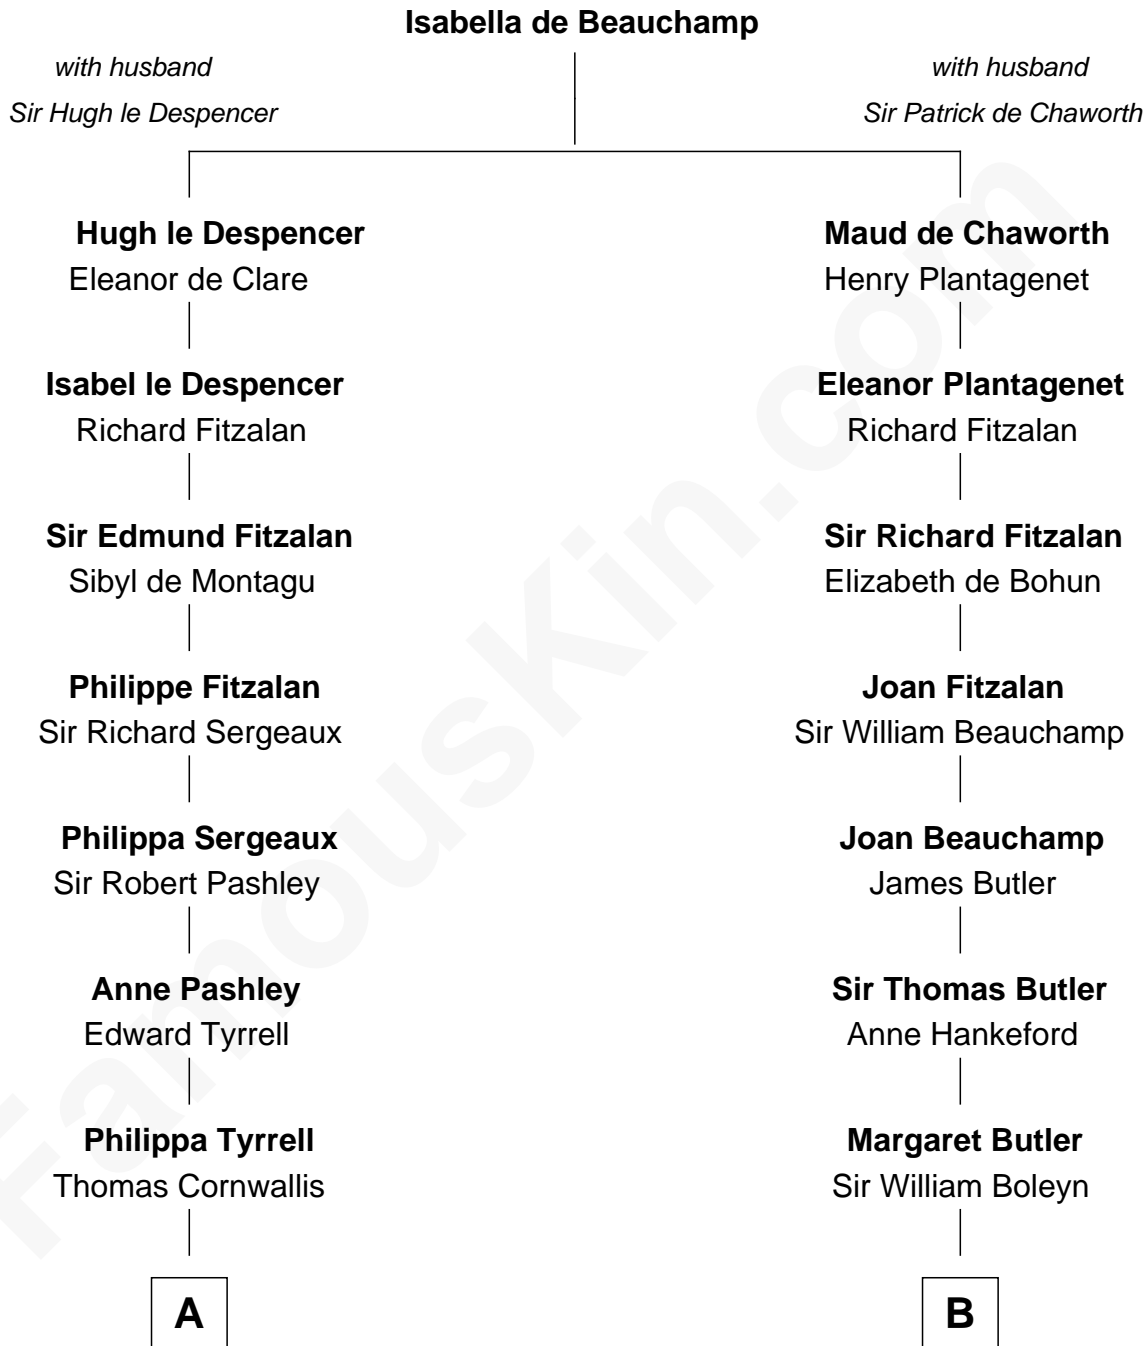 Isabella de Beauchamp
with husband
Sir Hugh le Despencer
with husband
Sir Patrick de Chaworth
Hugh le Despencer
Eleanor de Clare
Maud de Chaworth
Henry Plantagenet
Isabel le Despencer
Richard Fitzalan
Eleanor Plantagenet
Richard Fitzalan
Sir Edmund Fitzalan
Sibyl de Montagu
Sir Richard Fitzalan
Elizabeth de Bohun
Philippe Fitzalan
Sir Richard Sergeaux
Joan Fitzalan
Sir William Beauchamp
Philippa Sergeaux
Sir Robert Pashley
Joan Beauchamp
James Butler
Anne Pashley
Edward Tyrrell
Sir Thomas Butler
Anne Hankeford
Philippa Tyrrell
Thomas Cornwallis
Margaret Butler
Sir William Boleyn
A
B
FamousKin.com